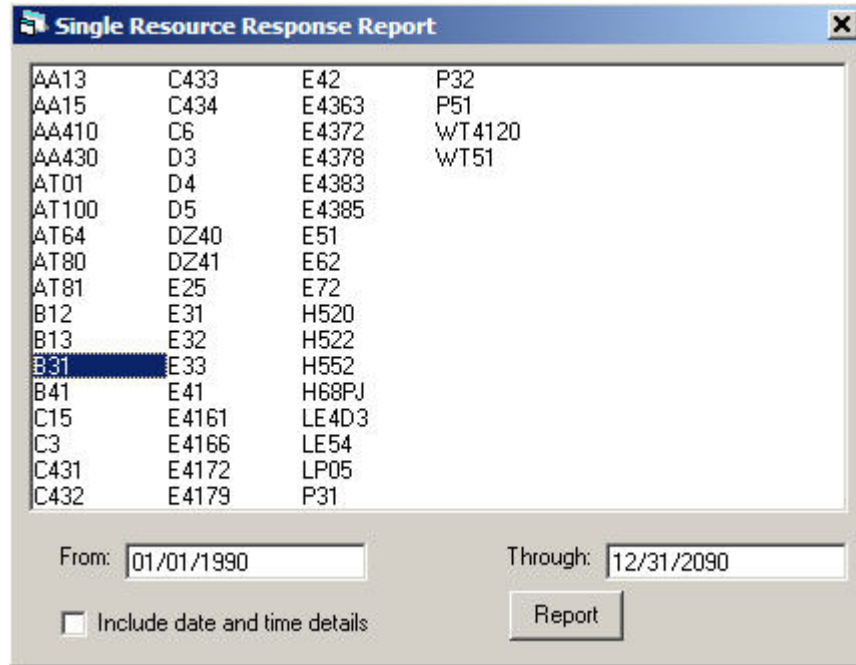 Single Resource Response Report
AA13 C433 E42 P32
AA15 C434 E4363 P51
AA410 C6 E4372 WT4120
AA430 D3 E4378 WT51
AT01 D4 E4383
AT100 D5 E4385
AT64 DZ40 E51
AT80 DZ41 E62
AT81 E25 E72
B12 E31 H520
B13 E32 H522
B31 E33 H552
B41 E41 H68PJ
C15 E4161 LE4D3
C3 E4166 LE54
C431 E4172 LP05
C432 E4179 P31
From: 01/01/1990 Through: 12/31/2090
Include date and time details Report